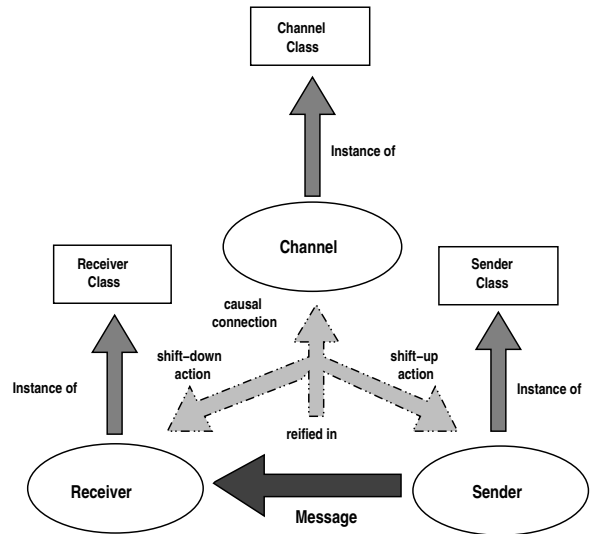 Channel
Class
Instance of
Channel
Receiver
Class
Sender
Class
causal
connection
shift-down
action
shift-up
action
Instance of
Instance of
reified in
Receiver
Sender
Message